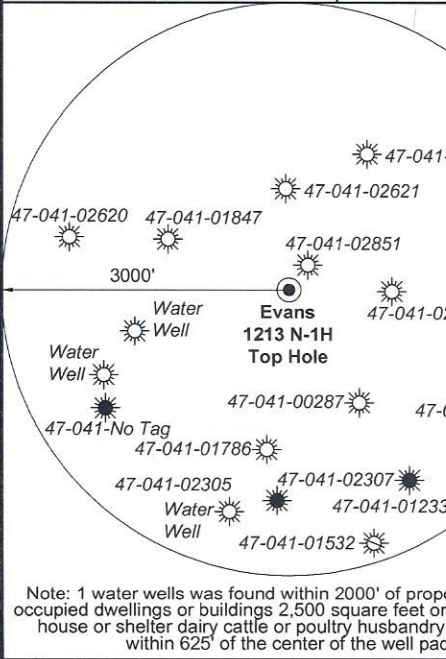 47-041-
47-041-02621
47-041-02620
47-041-01847
47-041-02851
3000'
Evans
1213 N-1H
Top Hole
Water
Well
Water
Well
47-041-No Tag
47-041-00287
47-041-01786
47-041-02305
47-041-02307
Water
Well
47-041-01233
47-041-01532
Note: 1 water wells was found within 2000' of
occupied dwellings or buildings 2,500 square feet or
house or shelter dairy cattle or poultry husbandry
within 625' of the center of the well